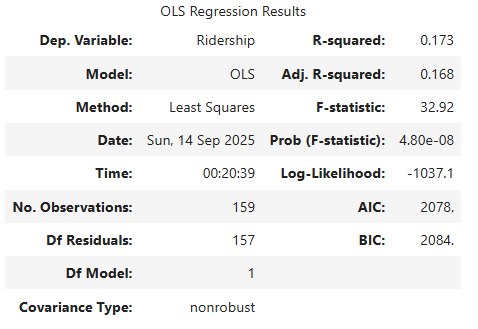 OLS Regression Results
Dep. Variable: Ridership R-squared: 0.173
Model: OLS Adj. R-squared: 0.168
Method: Least Squares F-statistic: 32.92
Date: Sun, 14 Sep 2025 Prob (F-statistic): 4.80e-08
Time: 00:20:39 Log-Likelihood: -1037.1
No. Observations: 159 AIC: 2078.
Df Residuals: 157 BIC: 2084.
Df Model: 1
Covariance Type: nonrobust